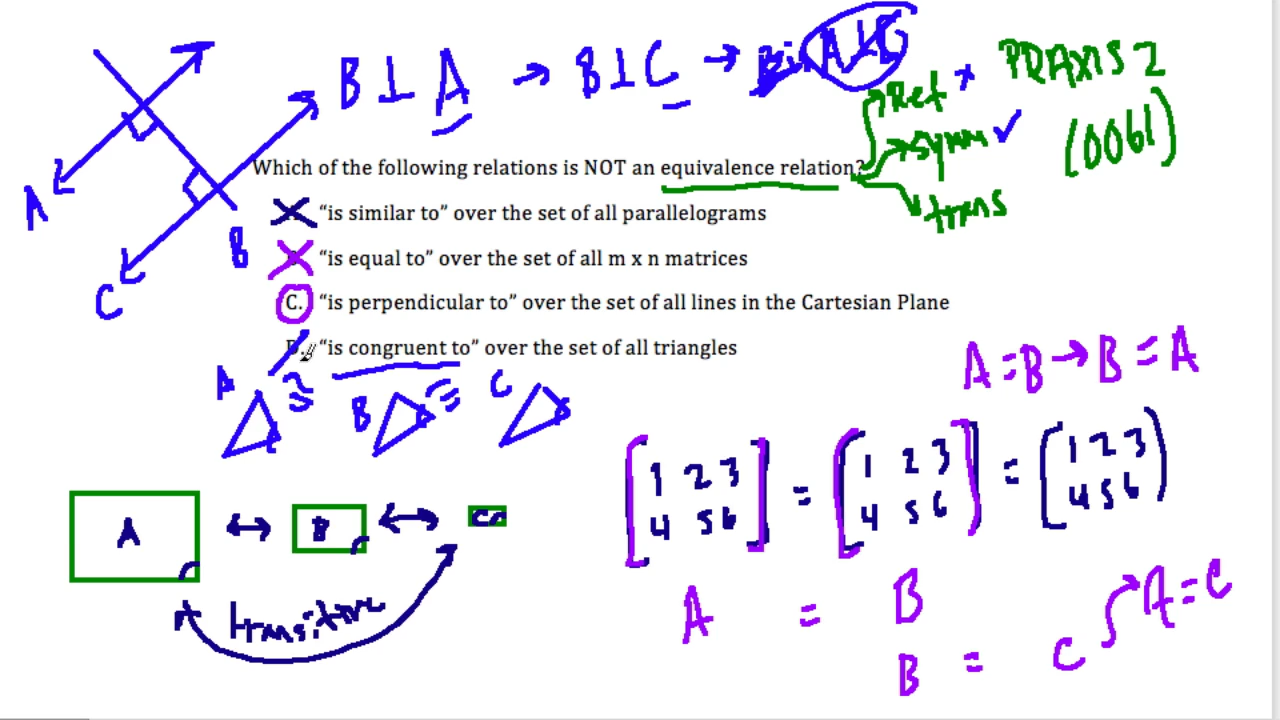 B⊥A → B⊥C → A⊥C
Ref x
PRAXIS 2
symm ✓
(0061)
trans
A
B
C
Which of the following relations is NOT an equivalence relation?
"is similar to" over the set of all parallelograms
"is equal to" over the set of all m x n matrices
C. "is perpendicular to" over the set of all lines in the Cartesian Plane
D. "is congruent to" over the set of all triangles
A = B → B = A
A ≅ B ≅ C
[1 2 3 = [1 2 3 = (1 2 3
4 5 6] 4 5 6] 4 5 6)
A ↔ B ↔ C
transitive
A = B
A = C
B = C